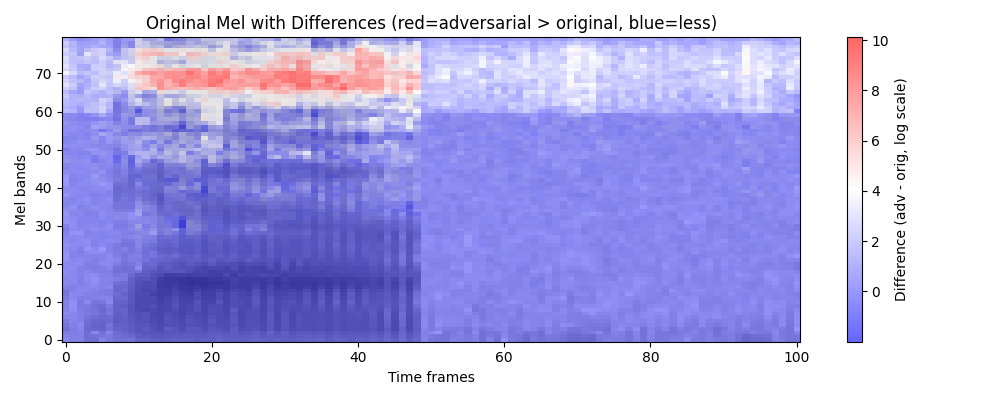 Original Mel with Differences (red=adversarial > original, blue=less)
Mel bands
70
60
50
40
30
20
10
0
0 20 40 60 80 100
Time frames
10
8
6
4
2
0
Difference (adv - orig, log scale)